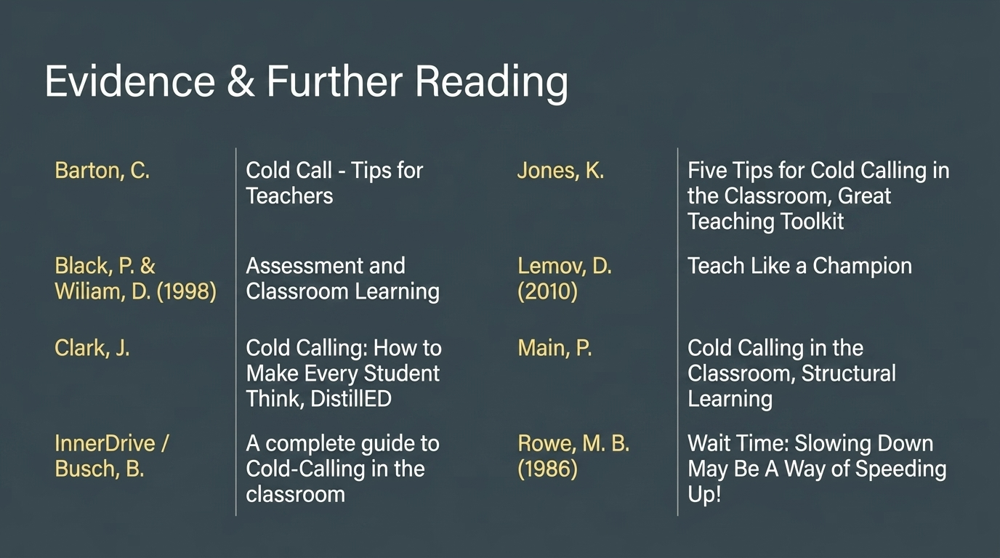 Evidence & Further Reading
Barton, C.
Cold Call - Tips for
Teachers
Black, P. &
Wiliam, D. (1998)
Assessment and
Classroom Learning
Clark, J.
Cold Calling: How to
Make Every Student
Think, DistillED
InnerDrive /
Busch, B.
A complete guide to
Cold-Calling in the
classroom
Jones, K.
Five Tips for Cold Calling in
the Classroom, Great
Teaching Toolkit
Lemov, D.
(2010)
Teach Like a Champion
Main, P.
Cold Calling in the
Classroom, Structural
Learning
Rowe, M. B.
(1986)
Wait Time: Slowing Down
May Be A Way of Speeding
Up!